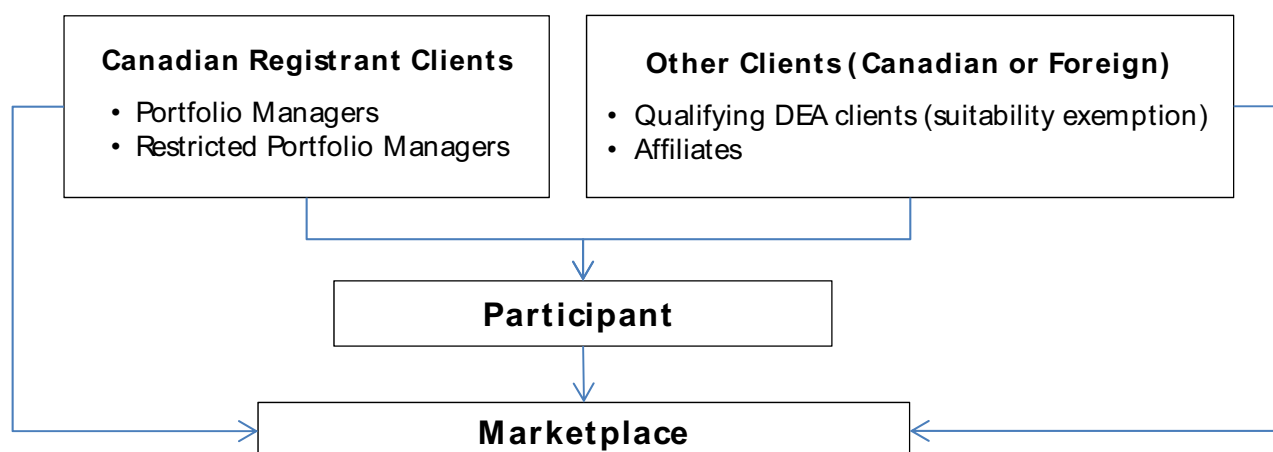 Canadian Registrant Clients
• Portfolio Managers
• Restricted Portfolio Managers
Other Clients (Canadian or Foreign)
• Qualifying DEA clients (suitability exemption)
• Affiliates
Participant
Marketplace